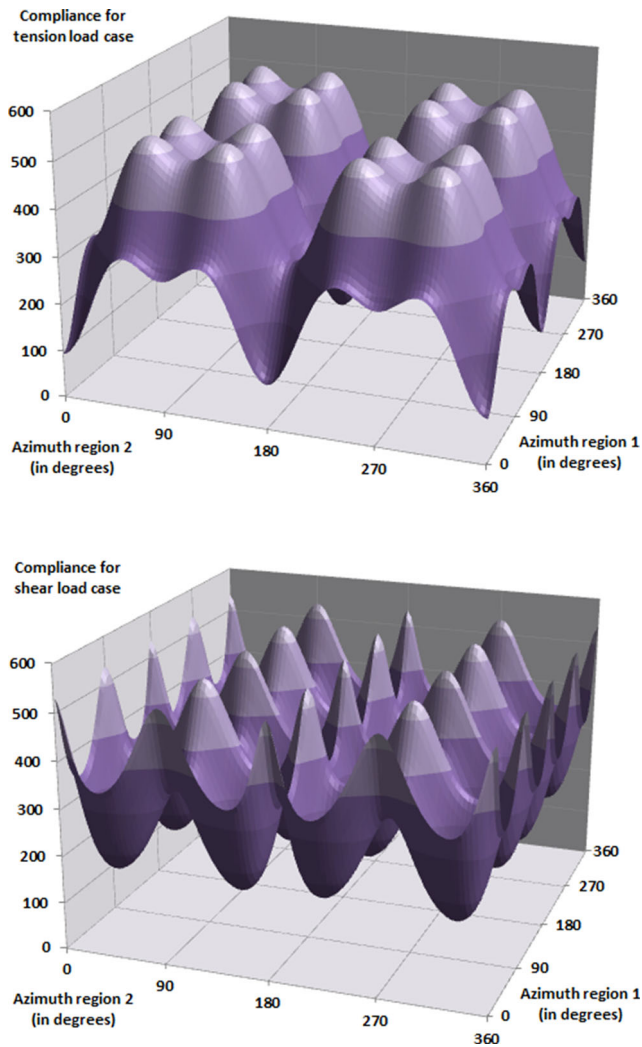 Compliance for
tension load case
600
500
400
300
200
100
0
0
90
180
270
360
Azimuth region 2
(in degrees)
360
270
180
90
0
Azimuth region 1
(in degrees)
Compliance for
shear load case
600
500
400
300
200
100
0
0
90
180
270
360
Azimuth region 2
(in degrees)
360
270
180
90
0
Azimuth region 1
(in degrees)